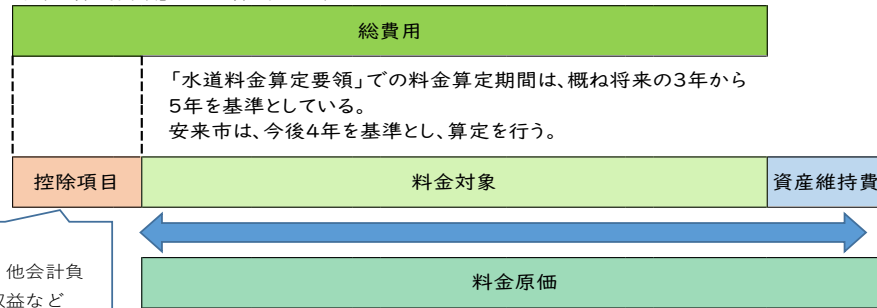 総費用
「水道料金算定要領」での料金算定期間は、概ね将来の3年から
5年を基準としている。
安来市は、今後4年を基準とし、算定を行う。
控除項目
料金対象
資産維持費
他会計負
収益など
料金原価